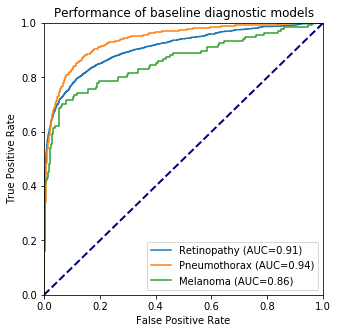 Performance of baseline diagnostic models
1.0
0.8
0.6
0.4
0.2
0.0
True Positive Rate
Retinopathy (AUC=0.91)
Pneumothorax (AUC=0.94)
Melanoma (AUC=0.86)
0.0 0.2 0.4 0.6 0.8 1.0
False Positive Rate